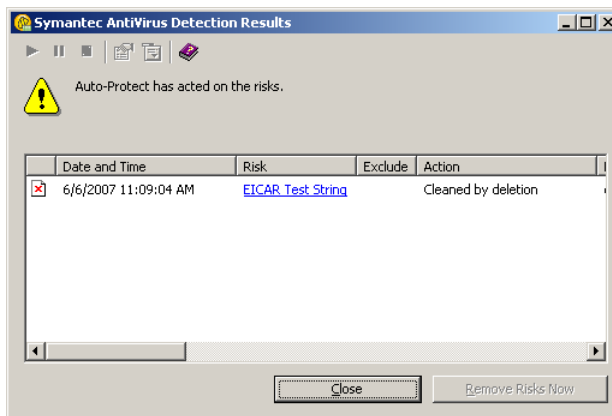 Symantec AntiVirus Detection Results
Auto-Protect has acted on the risks.
Date and Time Risk Exclude Action
6/6/2007 11:09:04 AM EICAR Test String Cleaned by deletion
Close Remove Risks Now